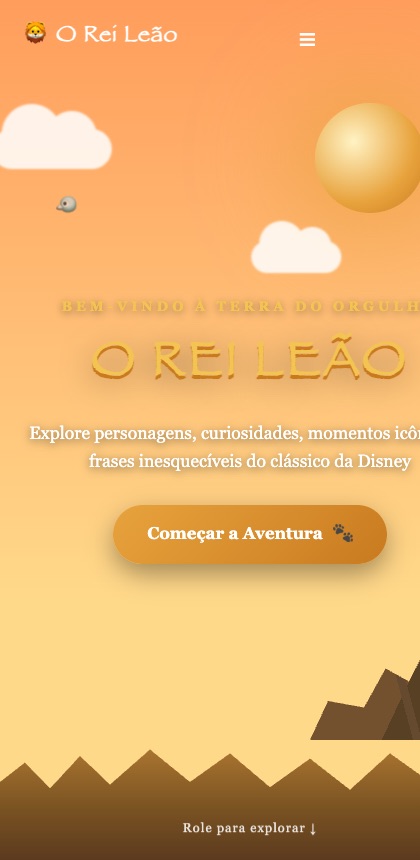 O Rei Leão
BEM-VINDO À TERRA DO ORGULH
O REI LEÃO
Explore personagens, curiosidades, momentos icôn
frases inesquecíveis do clássico da Disney
Começar a Aventura
Role para explorar ↓